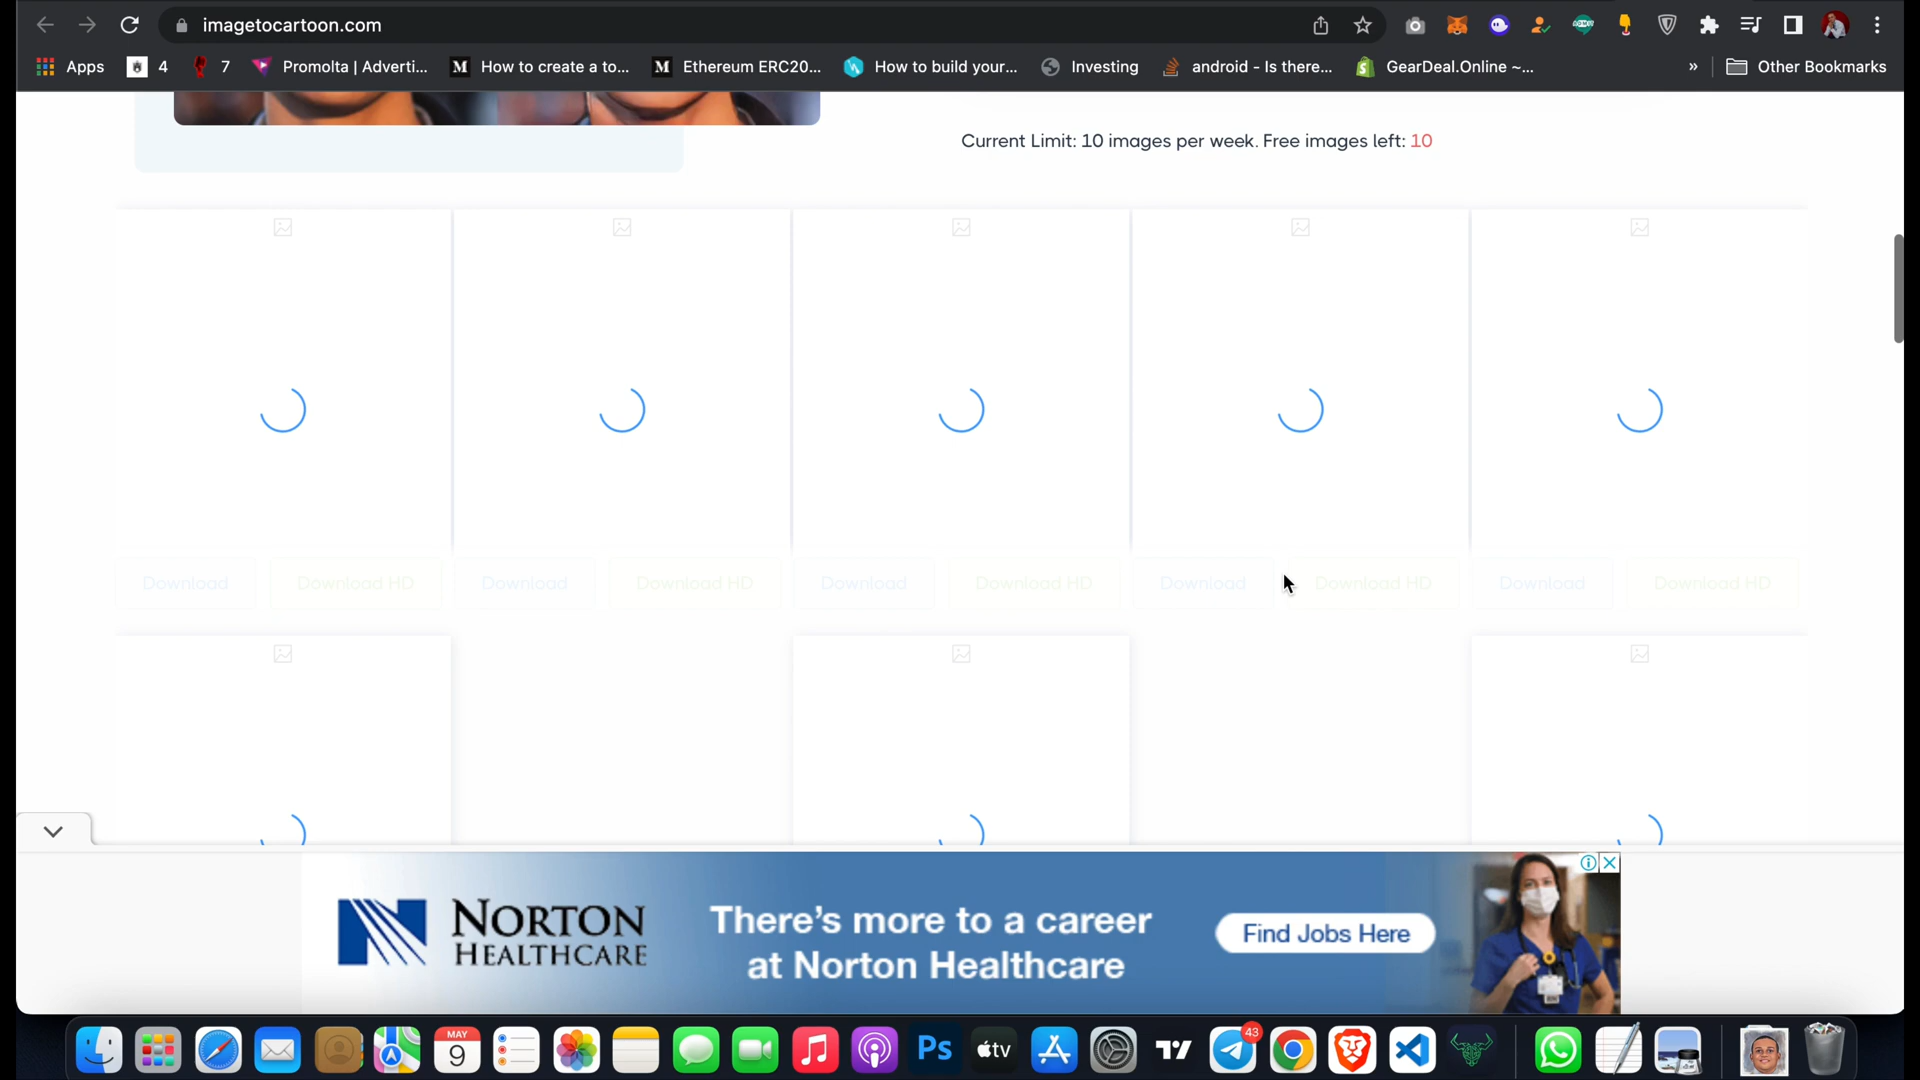 imagetocartoon.com
Apps
4
7
Promolta | Adverti...
How to create a to...
Ethereum ERC20...
How to build your...
Investing
android - Is there...
GearDeal.Online ~...
»
Other Bookmarks
Current Limit: 10 images per week. Free images left: 10
Download
Download HD
Download
Download HD
Download
Download HD
Download
Download HD
Download
Download HD
NORTON
HEALTHCARE
There's more to a career
at Norton Healthcare
Find Jobs Here
MAY
9
Ps
tv
43